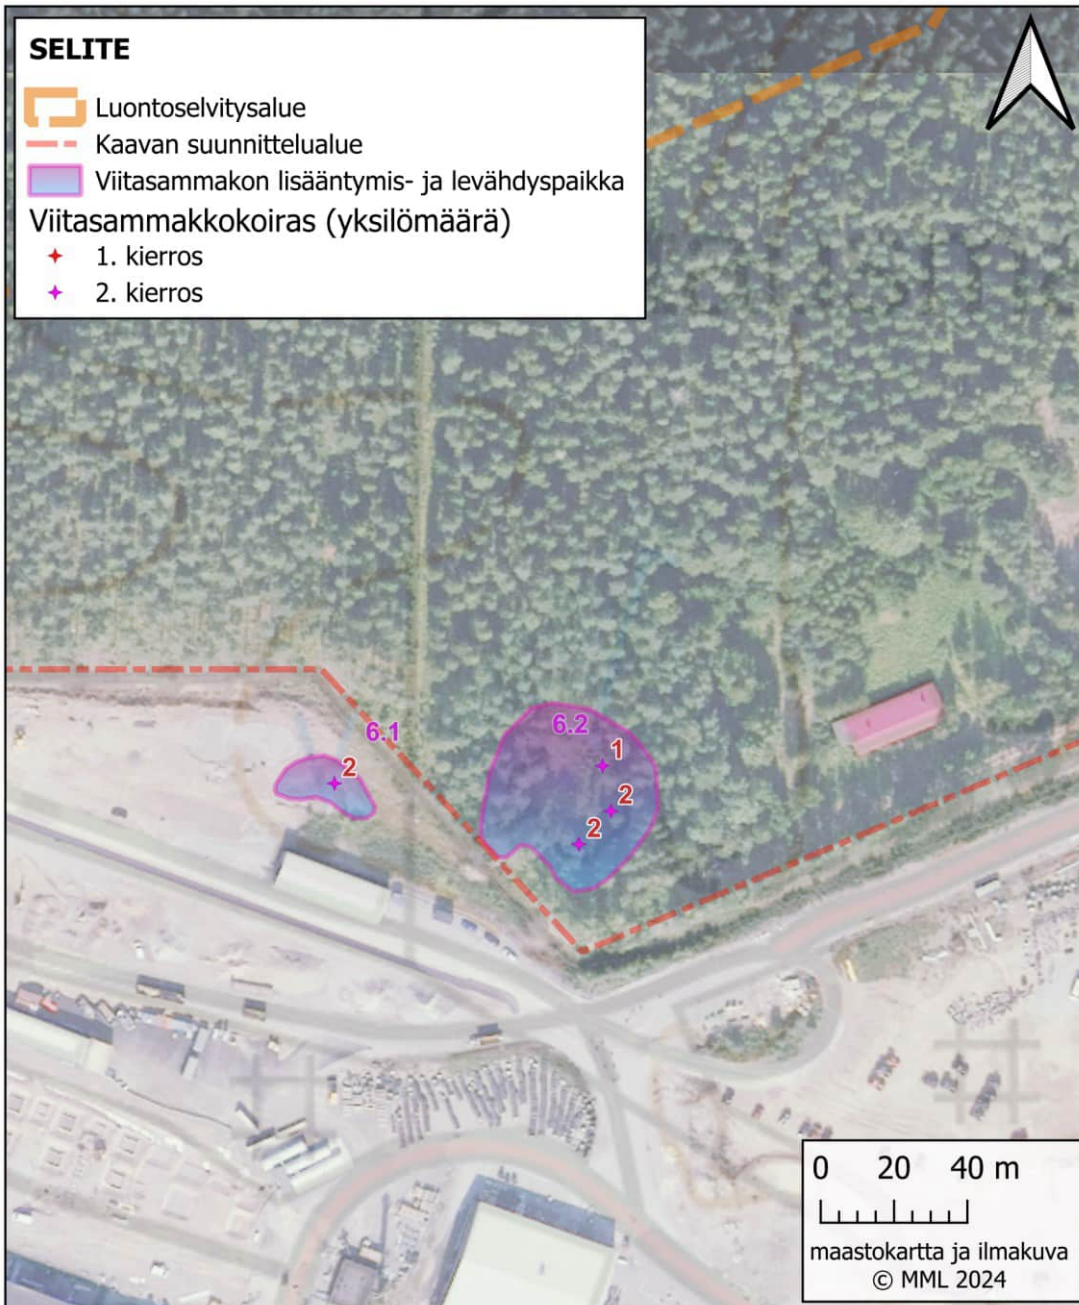 SELITE
Luontoselvitysalue
Kaavan suunnittelualue
Viitasammakon lisääntymis- ja levähdyspaikka
Viitasammakkokoiras (yksilömäärä)
1. kierros
2. kierros
6.1
6.2
1
2
2
2
0 20 40 m
maastokartta ja ilmakuva
© MML 2024